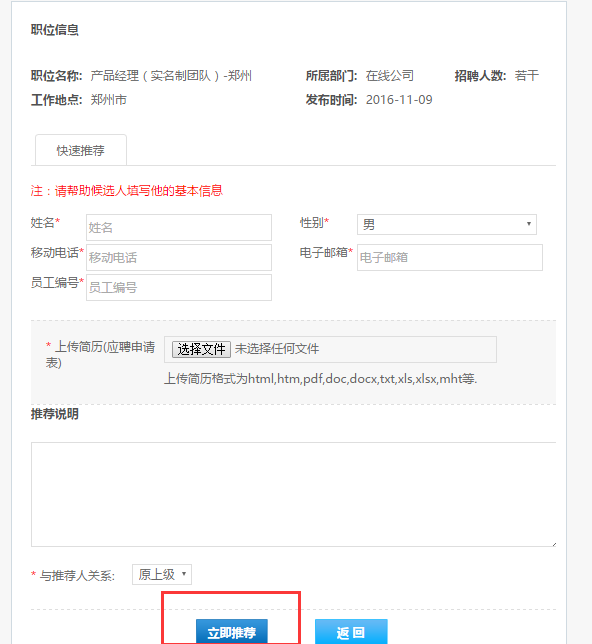 职位信息
职位名称: 产品经理（实名制团队）-郑州 所属部门: 在线公司 招聘人数: 若干
工作地点: 郑州市 发布时间: 2016-11-09
快速推荐
注：请帮助候选人填写他的基本信息
姓名* 姓名 性别* 男
移动电话* 移动电话 电子邮箱* 电子邮箱
员工编号* 员工编号
* 上传简历(应聘申请表) 选择文件 未选择任何文件
上传简历格式为html,htm,pdf,doc,docx,txt,xls,xlsx,mht等.
推荐说明
* 与推荐人关系: 原上级
立即推荐 返 回